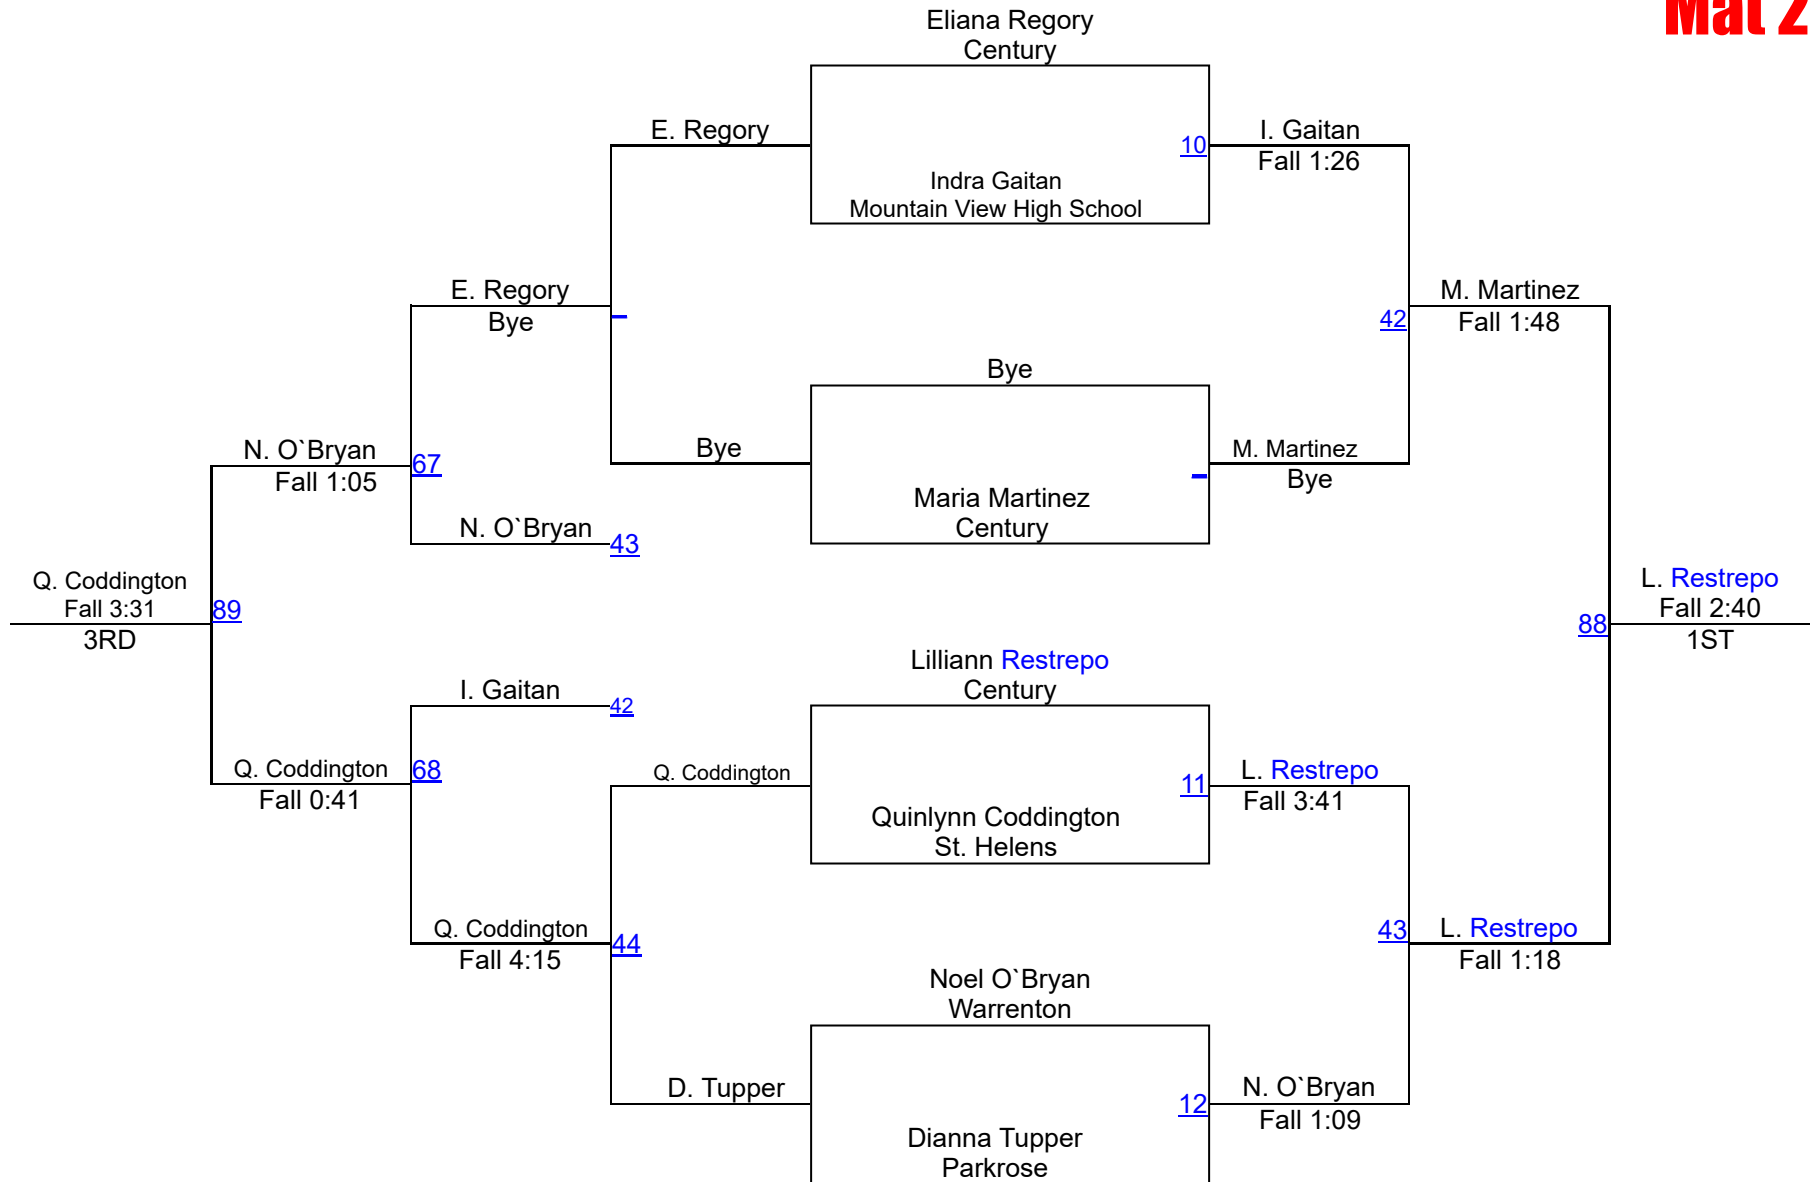 Mat 2
Eliana Regory
Century
E. Regory
10
I. Gaitan
Fall 1:26
Indra Gaitan
Mountain View High School
E. Regory
Bye
M. Martinez
Fall 1:48
42
Bye
Bye
M. Martinez
Bye
N. O`Bryan
Fall 1:05
67
Maria Martinez
Century
N. O`Bryan
43
Q. Coddington
Fall 3:31
3RD
89
L. Restrepo
Fall 2:40
1ST
88
Lilliann Restrepo
Century
I. Gaitan
42
Q. Coddington
Fall 0:41
68
Q. Coddington
11
L. Restrepo
Fall 3:41
Quinlynn Coddington
St. Helens
Q. Coddington
Fall 4:15
44
43
L. Restrepo
Fall 1:18
Noel O`Bryan
Warrenton
D. Tupper
12
N. O`Bryan
Fall 1:09
Dianna Tupper
Parkrose